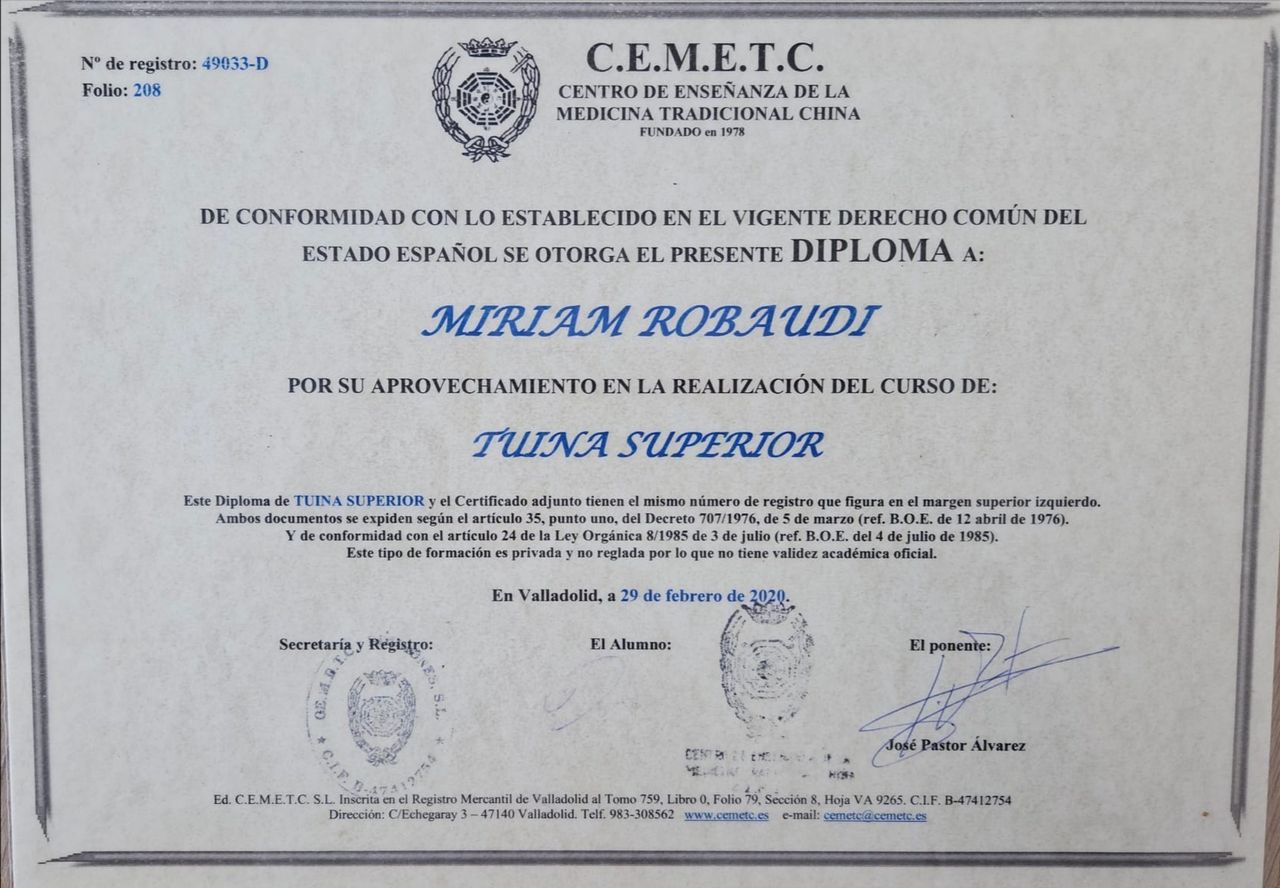 Nº de registro: 49033-D
Folio: 208
C.E.M.E.T.C.
CENTRO DE ENSEÑANZA DE LA
MEDICINA TRADICIONAL CHINA
FUNDADO en 1978
DE CONFORMIDAD CON LO ESTABLECIDO EN EL VIGENTE DERECHO COMÚN DEL
ESTADO ESPAÑOL SE OTORGA EL PRESENTE DIPLOMA A:
MIRIAM ROBAUDI
POR SU APROVECHAMIENTO EN LA REALIZACIÓN DEL CURSO DE:
TUINA SUPERIOR
Este Diploma de TUINA SUPERIOR y el Certificado adjunto tienen el mismo número de registro que figura en el margen superior izquierdo.
Ambos documentos se expiden según el artículo 35, punto uno, del Decreto 707/1976, de 5 de marzo (ref. B.O.E. de 12 abril de 1976).
Y de conformidad con el artículo 24 de la Ley Orgánica 8/1985 de 3 de julio (ref. B.O.E. del 4 de julio de 1985).
Este tipo de formación es privada y no reglada por lo que no tiene validez académica oficial.
En Valladolid, a 29 de febrero de 2020.
Secretaría y Registro:
El Alumno:
El ponente:
C.I.F. B-47412754
José Pastor Álvarez
Ed. C.E.M.E.T.C. S.L. Inscrita en el Registro Mercantil de Valladolid al Tomo 759, Libro 0, Folio 79, Sección 8, Hoja VA 9265. C.I.F. B-47412754
Dirección: C/Echegaray 3 – 47140 Valladolid. Telf. 983-308562 www.cemetc.es e-mail: cemetc@cemetc.es